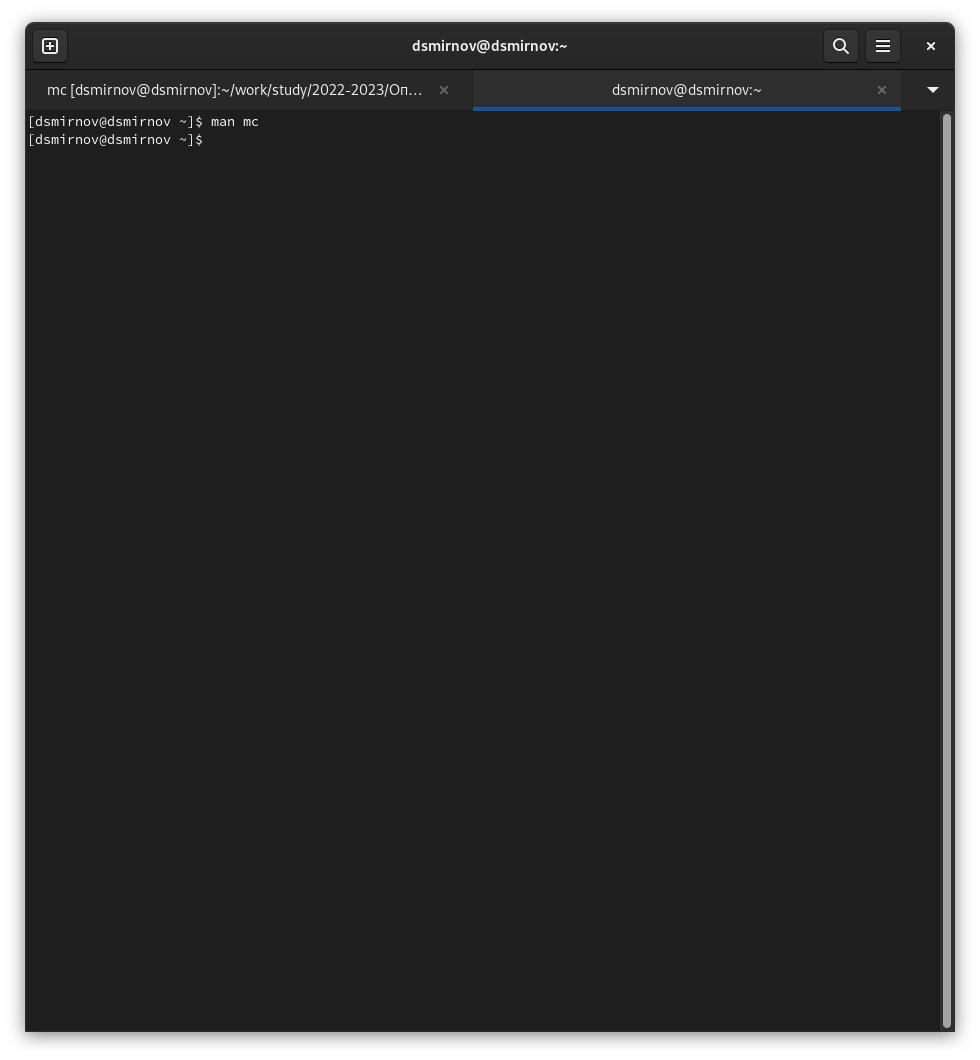 dsmirnov@dsmirnov:~
mc [dsmirnov@dsmirnov]:~/work/study/2022-2023/Оп...
dsmirnov@dsmirnov:~
[dsmirnov@dsmirnov ~]$ man mc
[dsmirnov@dsmirnov ~]$